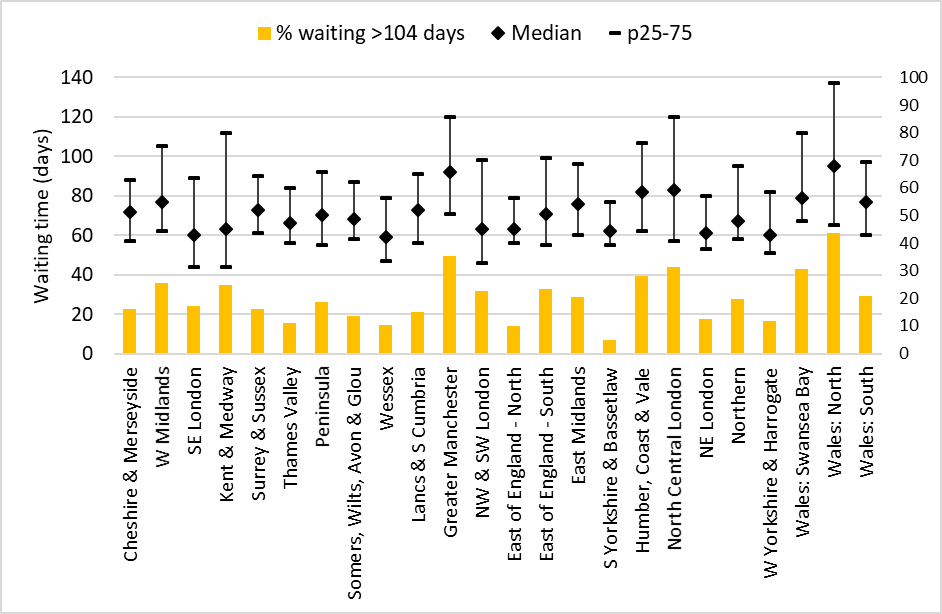 % waiting >104 days Median p25-75
Waiting time (days)
140
120
100
80
60
40
20
0
100
90
80
70
60
50
40
30
20
10
0
Cheshire & Merseyside
W Midlands
SE London
Kent & Medway
Surrey & Sussex
Thames Valley
Peninsula
Somers, Wilts, Avon & Glou
Wessex
Lancs & S Cumbria
Greater Manchester
NW & SW London
East of England - North
East of England - South
East Midlands
S Yorkshire & Bassetlaw
Humber, Coast & Vale
North Central London
NE London
Northern
W Yorkshire & Harrogate
Wales: Swansea Bay
Wales: North
Wales: South